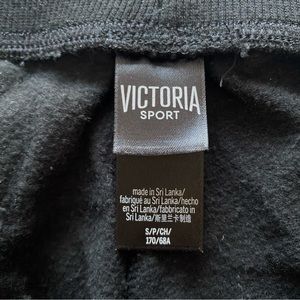 VICTORIA
SPORT
made in Sri Lanka/
fabriqué au Sri Lanka/hecho
en Sri Lanka/fabbricato in
Sri Lanka/斯里兰卡制造
S/P/CH/
170/68A